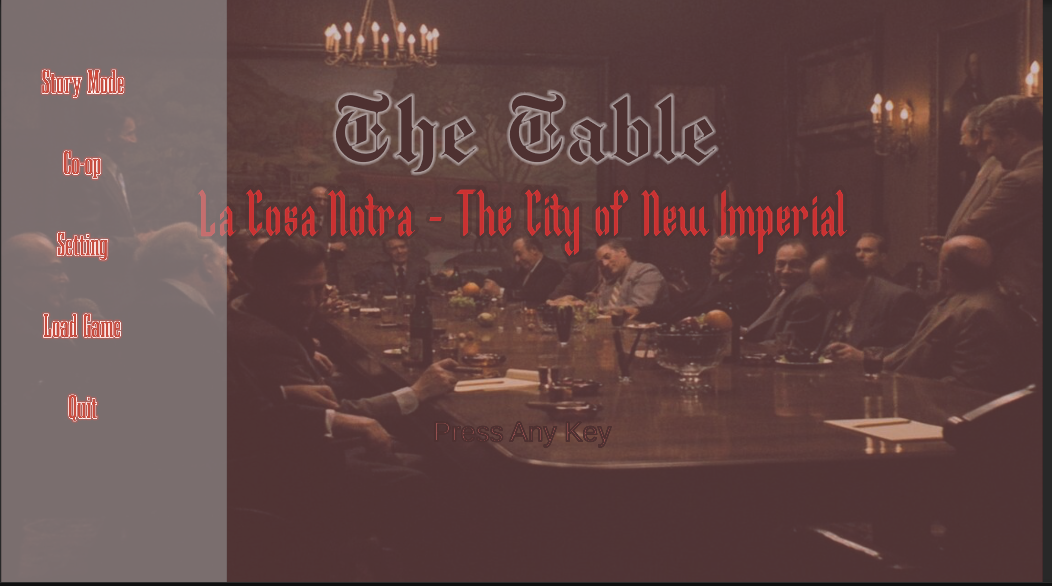 The Table
La Cosa Notra - The City of New Imperial
Story Mode
Co-op
Setting
Load Game
Quit
Press Any Key